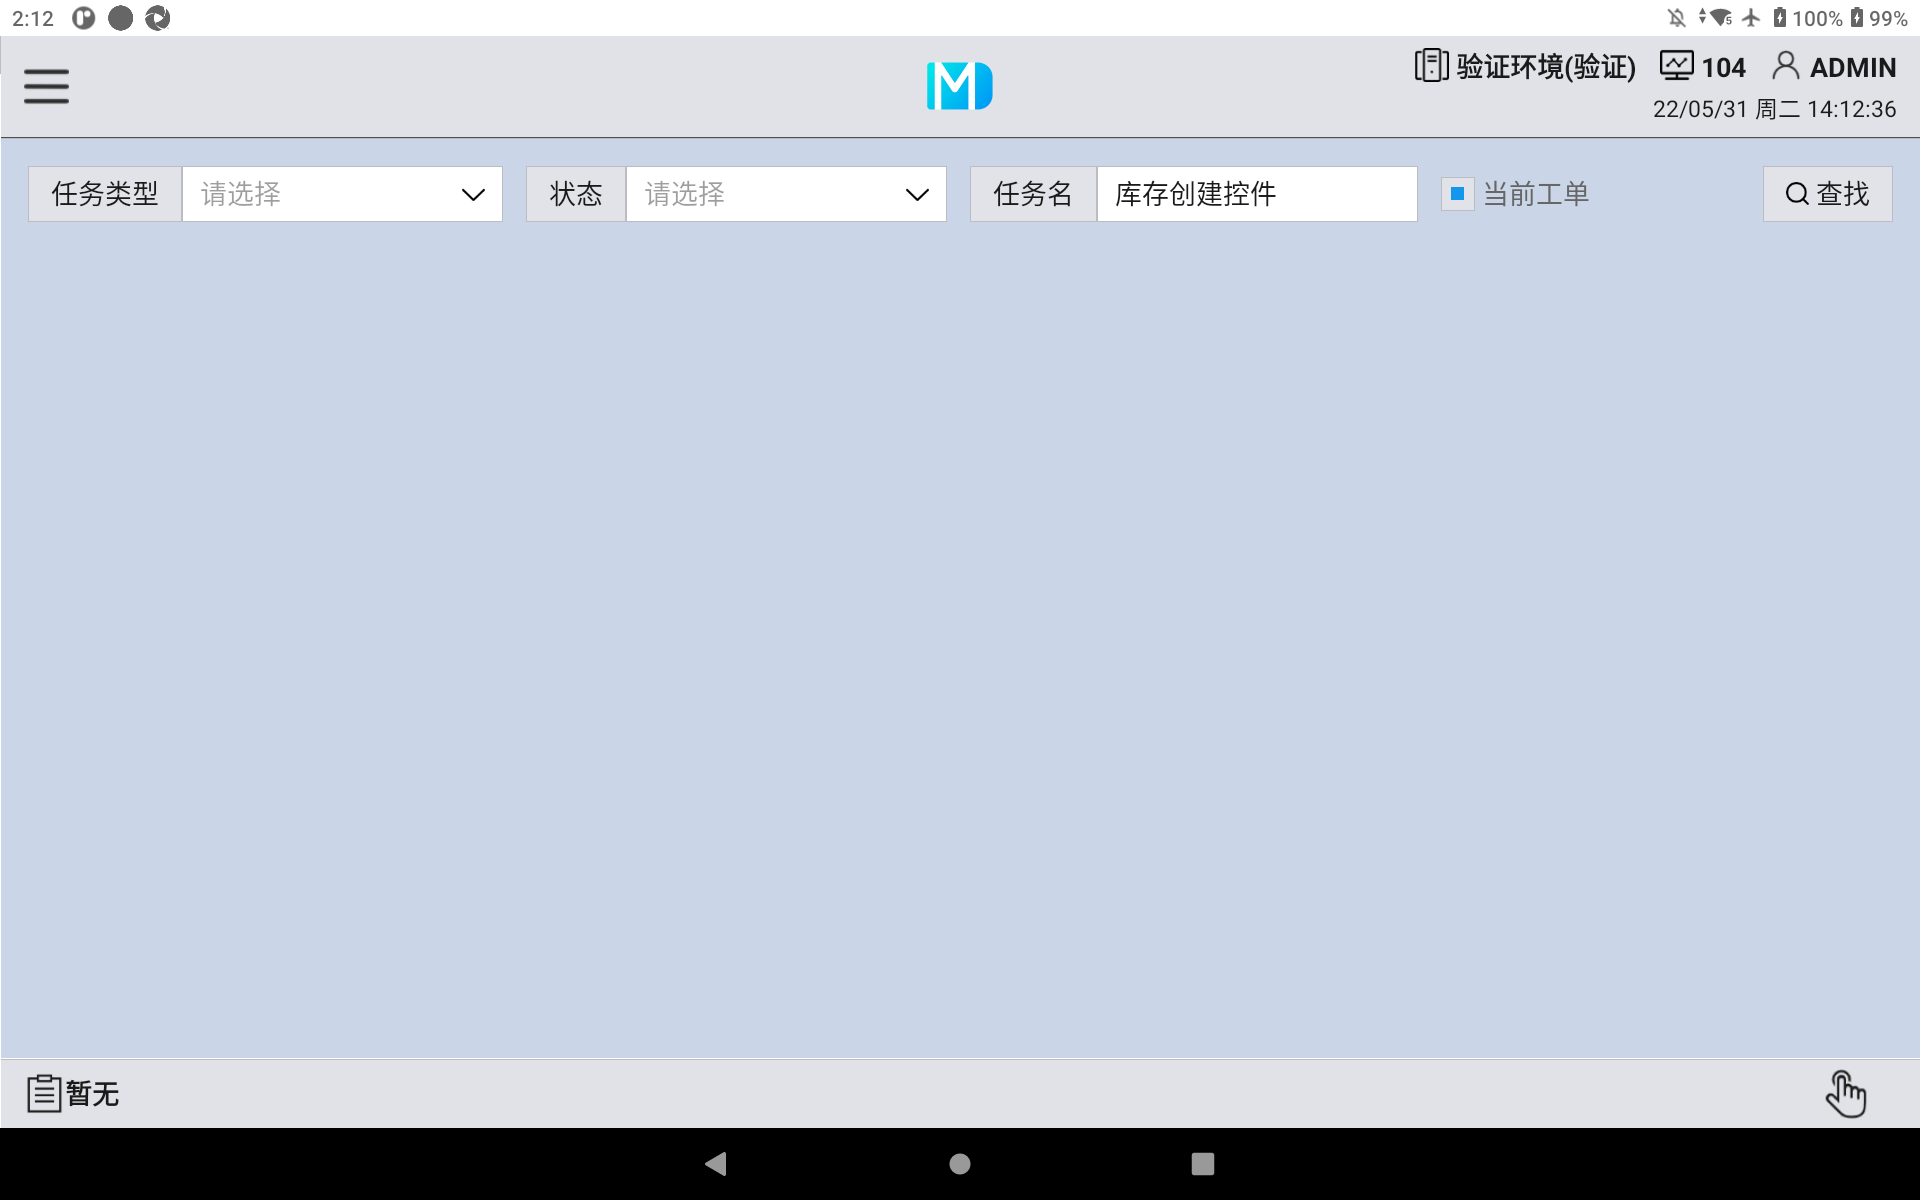 2:12
100% 99%
验证环境(验证) 104 ADMIN
22/05/31 周二 14:12:36
任务类型 请选择 状态 请选择 任务名 库存创建控件 当前工单 查找
暂无